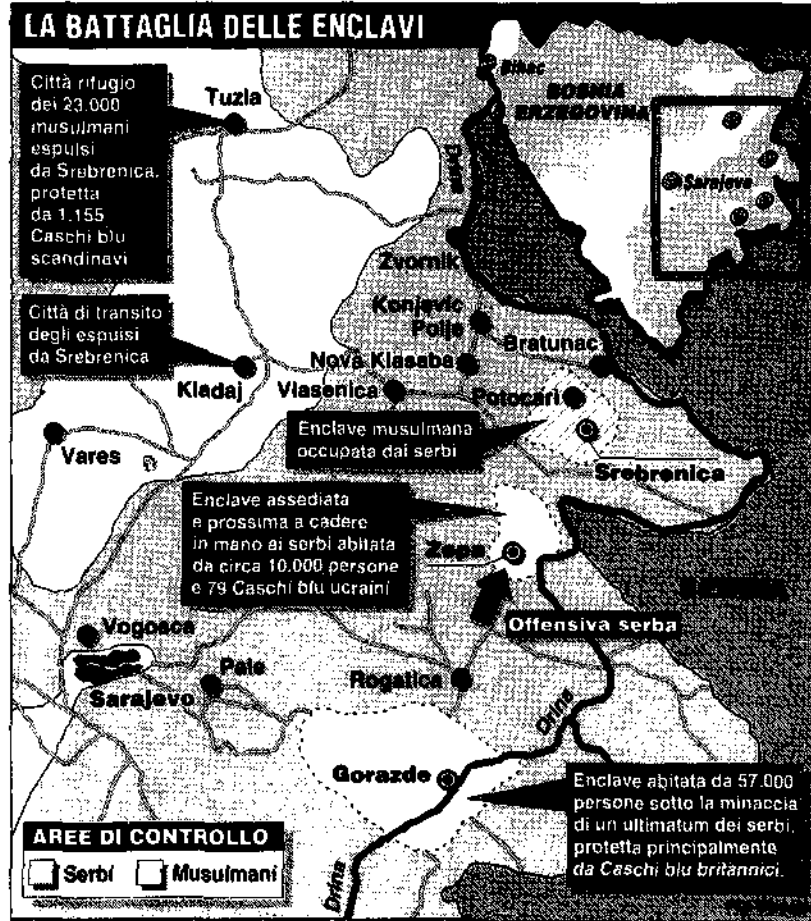 LA BATTAGLIA DELLE ENCLAVI
Città rifugio
dei 23.000
musulmani
espulsi
da Srebrenica,
protetta
da 1.155
Caschi blu
scandinavi
Tuzla
Bihac
BOSNIA
ERZEGOVINA
Sarajevo
Drina
Zvornik
Konjevic
Polje
Città di transito
degli espulsi
da Srebrenica
Kladaj
Nova Klasaba
Bratunac
Vlasenica
Potocari
Vares
Enclave musulmana
occupata dai serbi
Srebrenica
Enclave assediata
e prossima a cadere
in mano ai serbi abitata
da circa 10.000 persone
e 79 Caschi blu ucraini
Zepa
Offensiva serba
Vogosca
Sarajevo
Pale
Rogatica
Drina
Gorazde
Enclave abitata da 57.000
persone sotto la minaccia
di un ultimatum dei serbi,
protetta principalmente
da Caschi blu britannici.
AREE DI CONTROLLO
Serbi
Musulmani
Drina